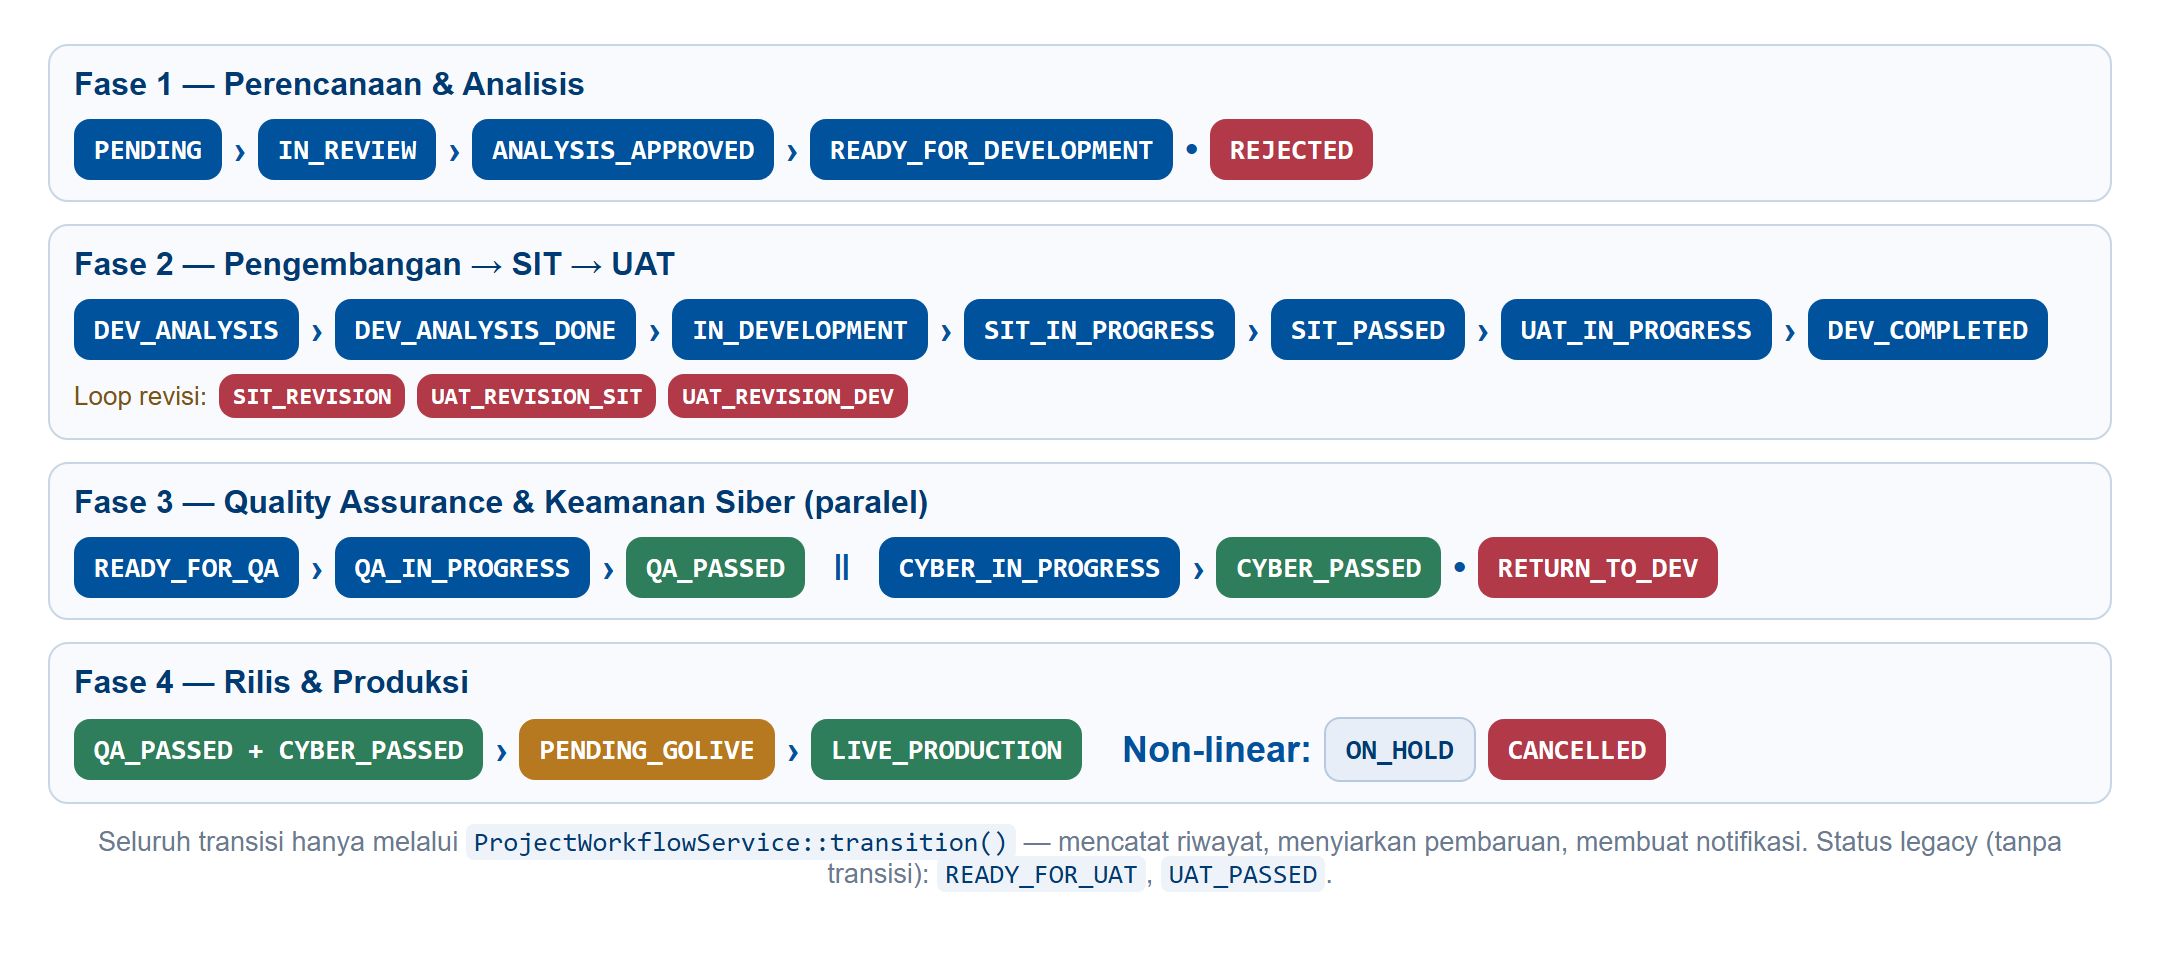 Fase 1 — Perencanaan & Analisis
PENDING › IN_REVIEW › ANALYSIS_APPROVED › READY_FOR_DEVELOPMENT • REJECTED
Fase 2 — Pengembangan → SIT → UAT
DEV_ANALYSIS › DEV_ANALYSIS_DONE › IN_DEVELOPMENT › SIT_IN_PROGRESS › SIT_PASSED › UAT_IN_PROGRESS › DEV_COMPLETED
Loop revisi: SIT_REVISION UAT_REVISION_SIT UAT_REVISION_DEV
Fase 3 — Quality Assurance & Keamanan Siber (paralel)
READY_FOR_QA › QA_IN_PROGRESS › QA_PASSED || CYBER_IN_PROGRESS › CYBER_PASSED • RETURN_TO_DEV
Fase 4 — Rilis & Produksi
QA_PASSED + CYBER_PASSED › PENDING_GOLIVE › LIVE_PRODUCTION Non-linear: ON_HOLD CANCELLED
Seluruh transisi hanya melalui ProjectWorkflowService::transition() — mencatat riwayat, menyiarkan pembaruan, membuat notifikasi. Status legacy (tanpa
transisi): READY_FOR_UAT, UAT_PASSED.